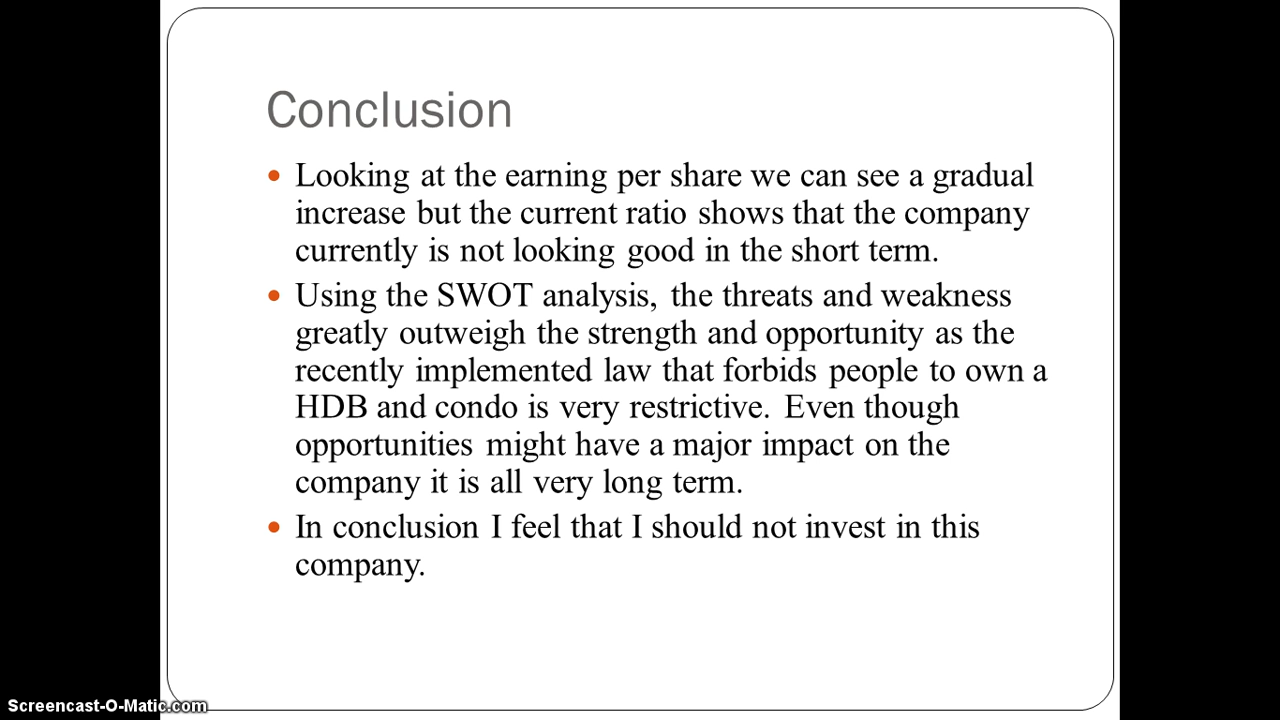 Conclusion
• Looking at the earning per share we can see a gradual
increase but the current ratio shows that the company
currently is not looking good in the short term.
• Using the SWOT analysis, the threats and weakness
greatly outweigh the strength and opportunity as the
recently implemented law that forbids people to own a
HDB and condo is very restrictive. Even though
opportunities might have a major impact on the
company it is all very long term.
• In conclusion I feel that I should not invest in this
company.
Screencast-O-Matic.com